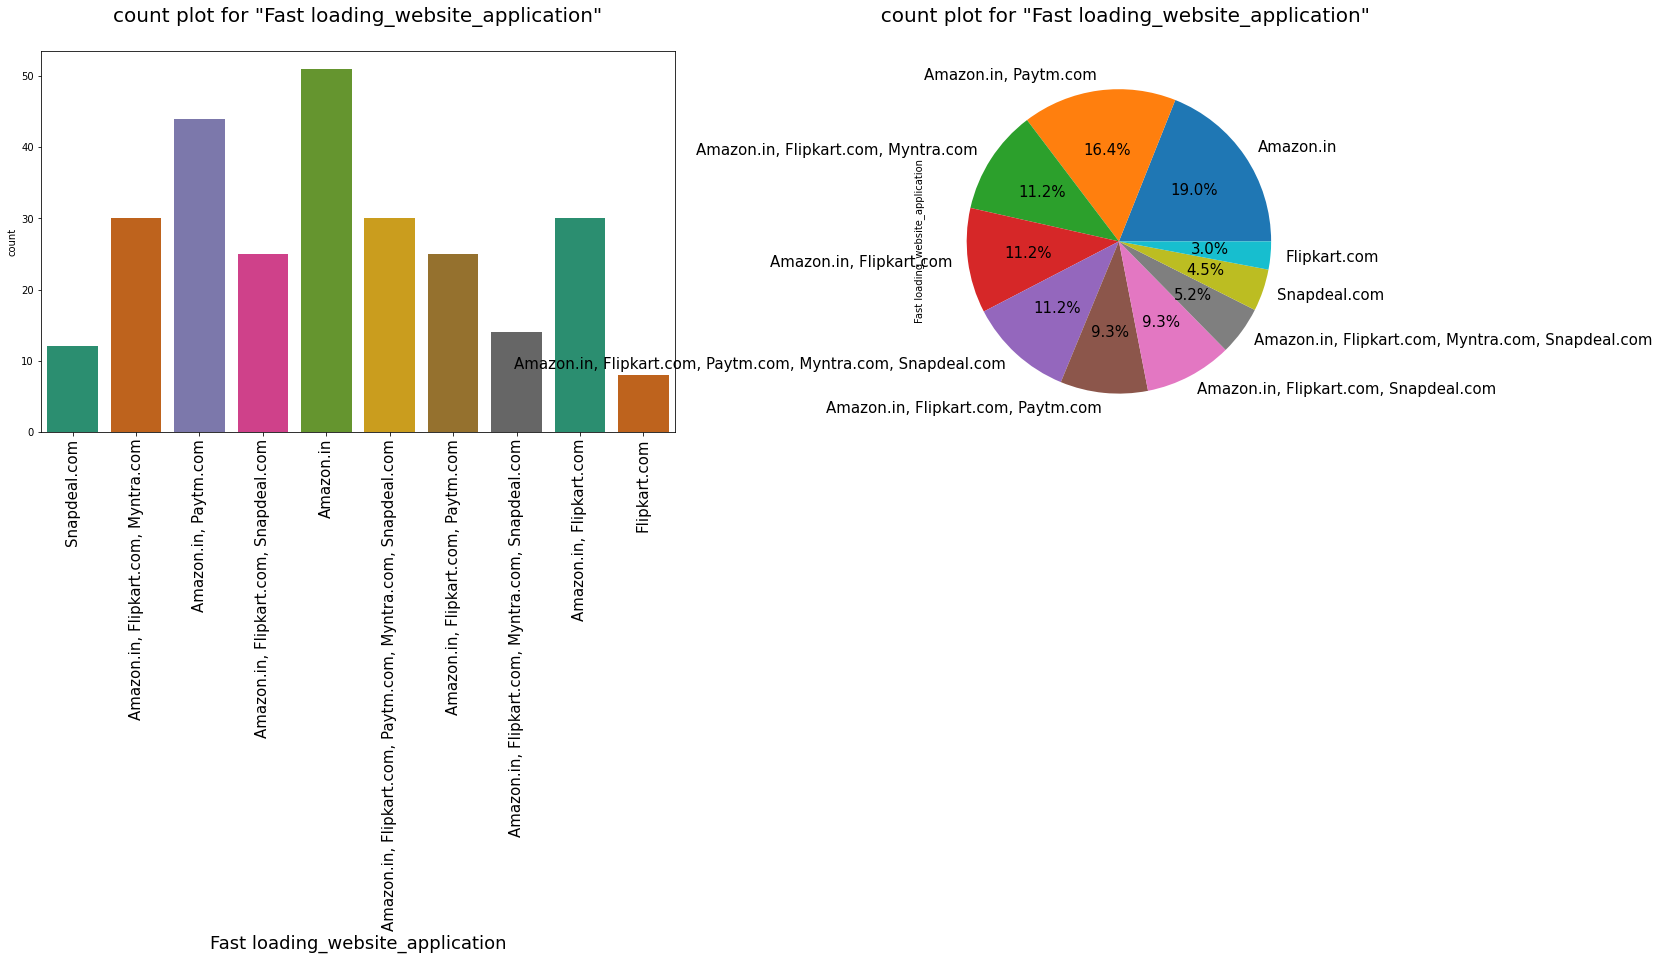 count plot for "Fast loading_website_application"
50
40
30
20
10
0
count
Snapdeal.com
Amazon.in, Flipkart.com, Myntra.com
Amazon.in, Paytm.com
Amazon.in, Flipkart.com, Snapdeal.com
Amazon.in
Amazon.in, Flipkart.com, Paytm.com, Myntra.com, Snapdeal.com
Amazon.in, Flipkart.com, Paytm.com
Amazon.in, Flipkart.com, Myntra.com, Snapdeal.com
Amazon.in, Flipkart.com
Flipkart.com
Fast loading_website_application
count plot for "Fast loading_website_application"
Fast loading_website_application
Amazon.in
19.0%
Amazon.in, Paytm.com
16.4%
Amazon.in, Flipkart.com, Myntra.com
11.2%
Amazon.in, Flipkart.com
11.2%
Amazon.in, Flipkart.com, Paytm.com, Myntra.com, Snapdeal.com
11.2%
Amazon.in, Flipkart.com, Paytm.com
9.3%
Amazon.in, Flipkart.com, Snapdeal.com
9.3%
Amazon.in, Flipkart.com, Myntra.com, Snapdeal.com
5.2%
Snapdeal.com
4.5%
Flipkart.com
3.0%